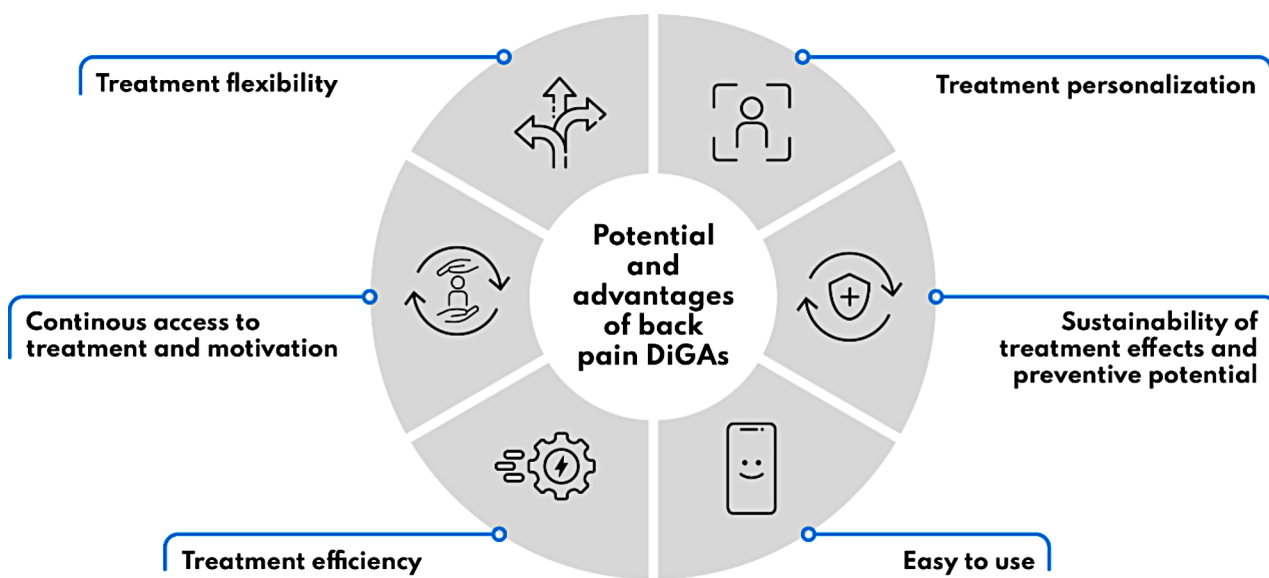 Treatment flexibility
Treatment personalization
Potential
and
advantages
of back
pain DiGAs
Continous access to
treatment and motivation
Sustainability of
treatment effects and
preventive potential
Treatment efficiency
Easy to use